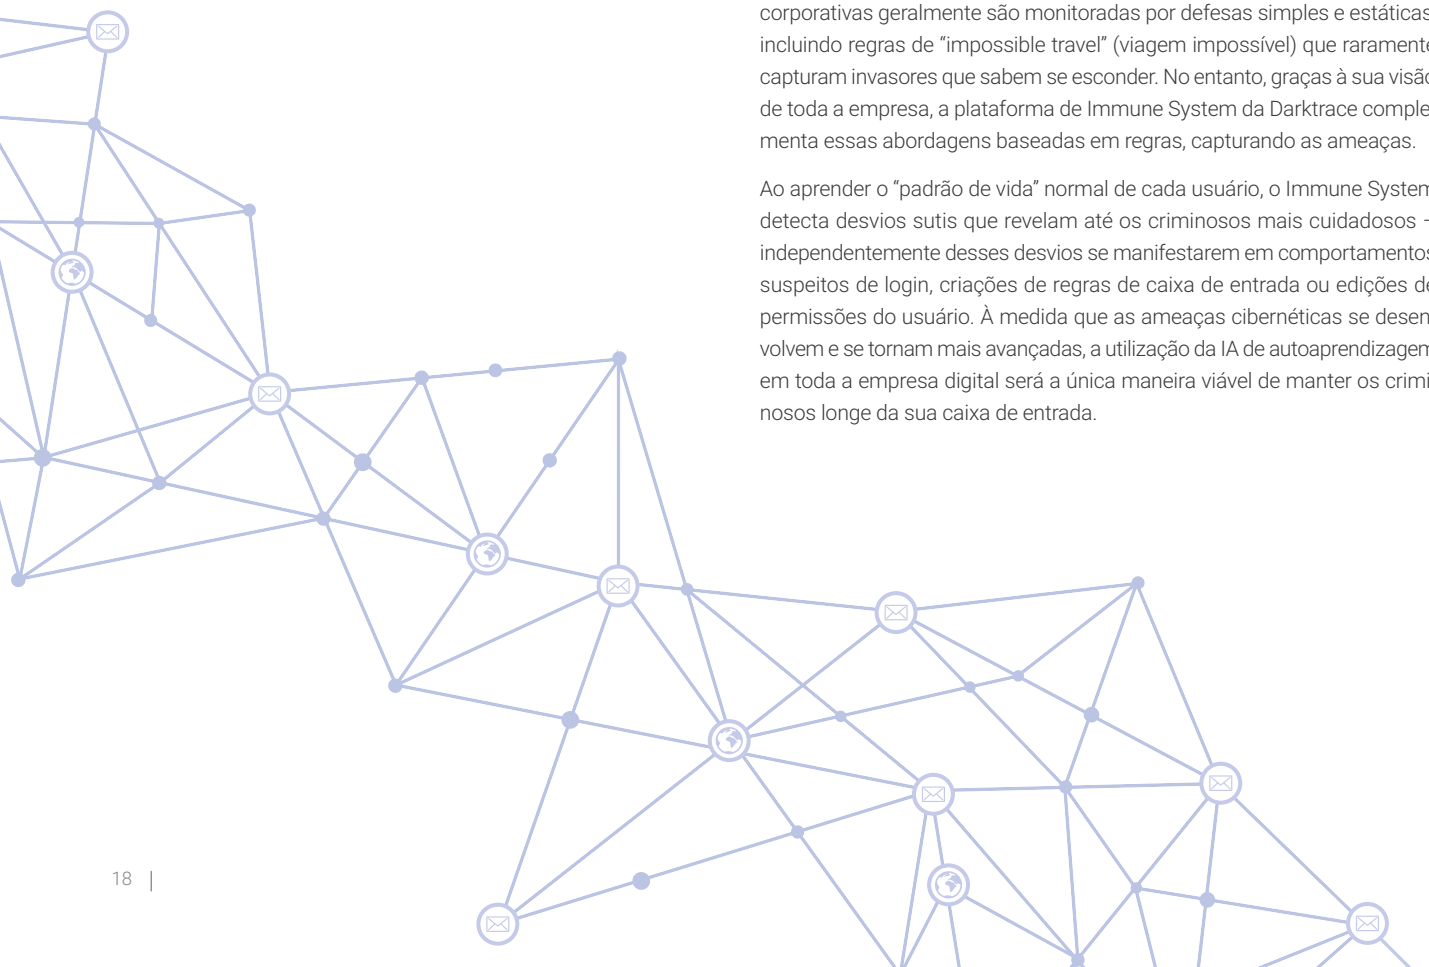 corporativas geralmente são monitoradas por defesas simples e estáticas
incluindo regras de “impossible travel” (viagem impossível) que raramente
capturam invasores que sabem se esconder. No entanto, graças à sua visão
de toda a empresa, a plataforma de Immune System da Darktrace comple
menta essas abordagens baseadas em regras, capturando as ameaças.
Ao aprender o “padrão de vida” normal de cada usuário, o Immune System
detecta desvios sutis que revelam até os criminosos mais cuidadosos –
independentemente desses desvios se manifestarem em comportamentos
suspeitos de login, criações de regras de caixa de entrada ou edições de
permissões do usuário. À medida que as ameaças cibernéticas se desen
volvem e se tornam mais avançadas, a utilização da IA de autoaprendizagem
em toda a empresa digital será a única maneira viável de manter os crimi
nosos longe da sua caixa de entrada.
18 |